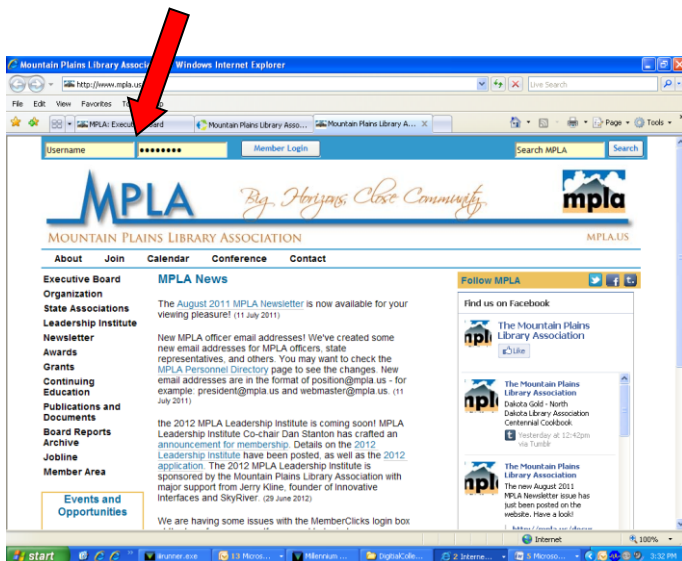 Mountain Plains Library Assoc Windows Internet Explorer
http://www.mpla.us
Live Search
File Edit View Favorites
MPLA: Execu ard
Mountain Plains Library Asso...
Mountain Plains Library A...
Page
Tools
Username
Member Login
Search MPLA
Search
MPLA
Big Horizons, Close Community
mpla
MOUNTAIN PLAINS LIBRARY ASSOCIATION
MPLA.US
About Join Calendar Conference Contact
Executive Board
Organization
State Associations
Leadership Institute
Newsletter
Awards
Grants
Continuing
Education
Publications and
Documents
Board Reports
Archive
Jobline
Member Area
Events and
Opportunities
MPLA News
The August 2011 MPLA Newsletter is now available for your
viewing pleasure! (11 July 2011)
New MPLA officer email addresses! We've created some
new email addresses for MPLA officers, state
representatives, and others. You may want to check the
MPLA Personnel Directory page to see the changes. New
email addresses are in the format of position@mpla.us - for
example: president@mpla.us and webmaster@mpla.us. (11
July 2011)
the 2012 MPLA Leadership Institute is coming soon! MPLA
Leadership Institute Co-chair Dan Stanton has crafted an
announcement for membership. Details on the 2012
Leadership Institute have been posted, as well as the 2012
application. The 2012 MPLA Leadership Institute is
sponsored by the Mountain Plains Library Association with
major support from Jerry Kline, founder of Innovative
Interfaces and SkyRiver. (29 June 2012)
We are having some issues with the MemberClicks login box
Follow MPLA
Find us on Facebook
The Mountain Plains
Library Association
Like
The Mountain Plains
Library Association
Dakota Gold - North
Dakota Library Association
Centennial Cookbook
Yesterday at 12:42pm
via Tumblr
The Mountain Plains
Library Association
The new August 2011
MPLA Newsletter issue has
just been posted on the
website. Have a look!
Internet
100%
start
4runner.exe
13 Micros...
Millennium ...
DigitalColle...
2 Interne...
5 Microso...
3:32 PM